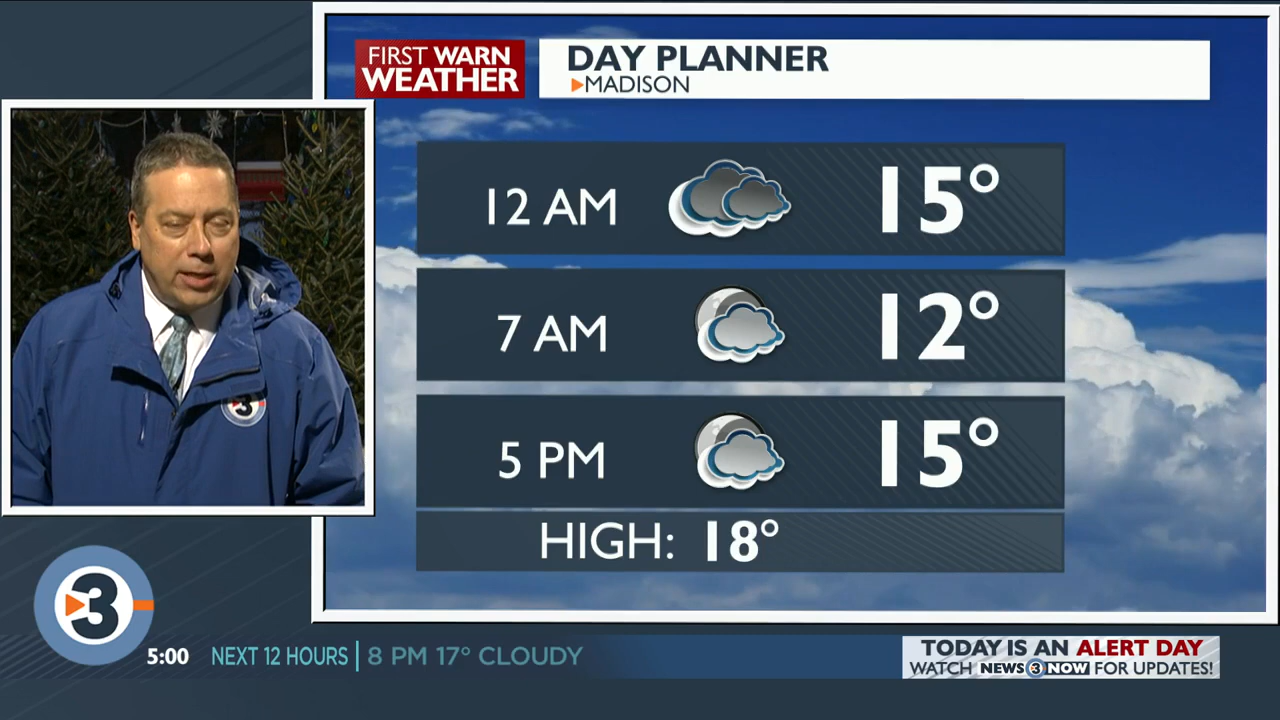 FIRST WARN
WEATHER
DAY PLANNER
MADISON
12 AM 15°
7 AM 12°
5 PM 15°
HIGH: 18°
3
3
5:00
NEXT 12 HOURS | 8 PM 17° CLOUDY
TODAY IS AN ALERT DAY
WATCH NEWS 3 NOW FOR UPDATES!